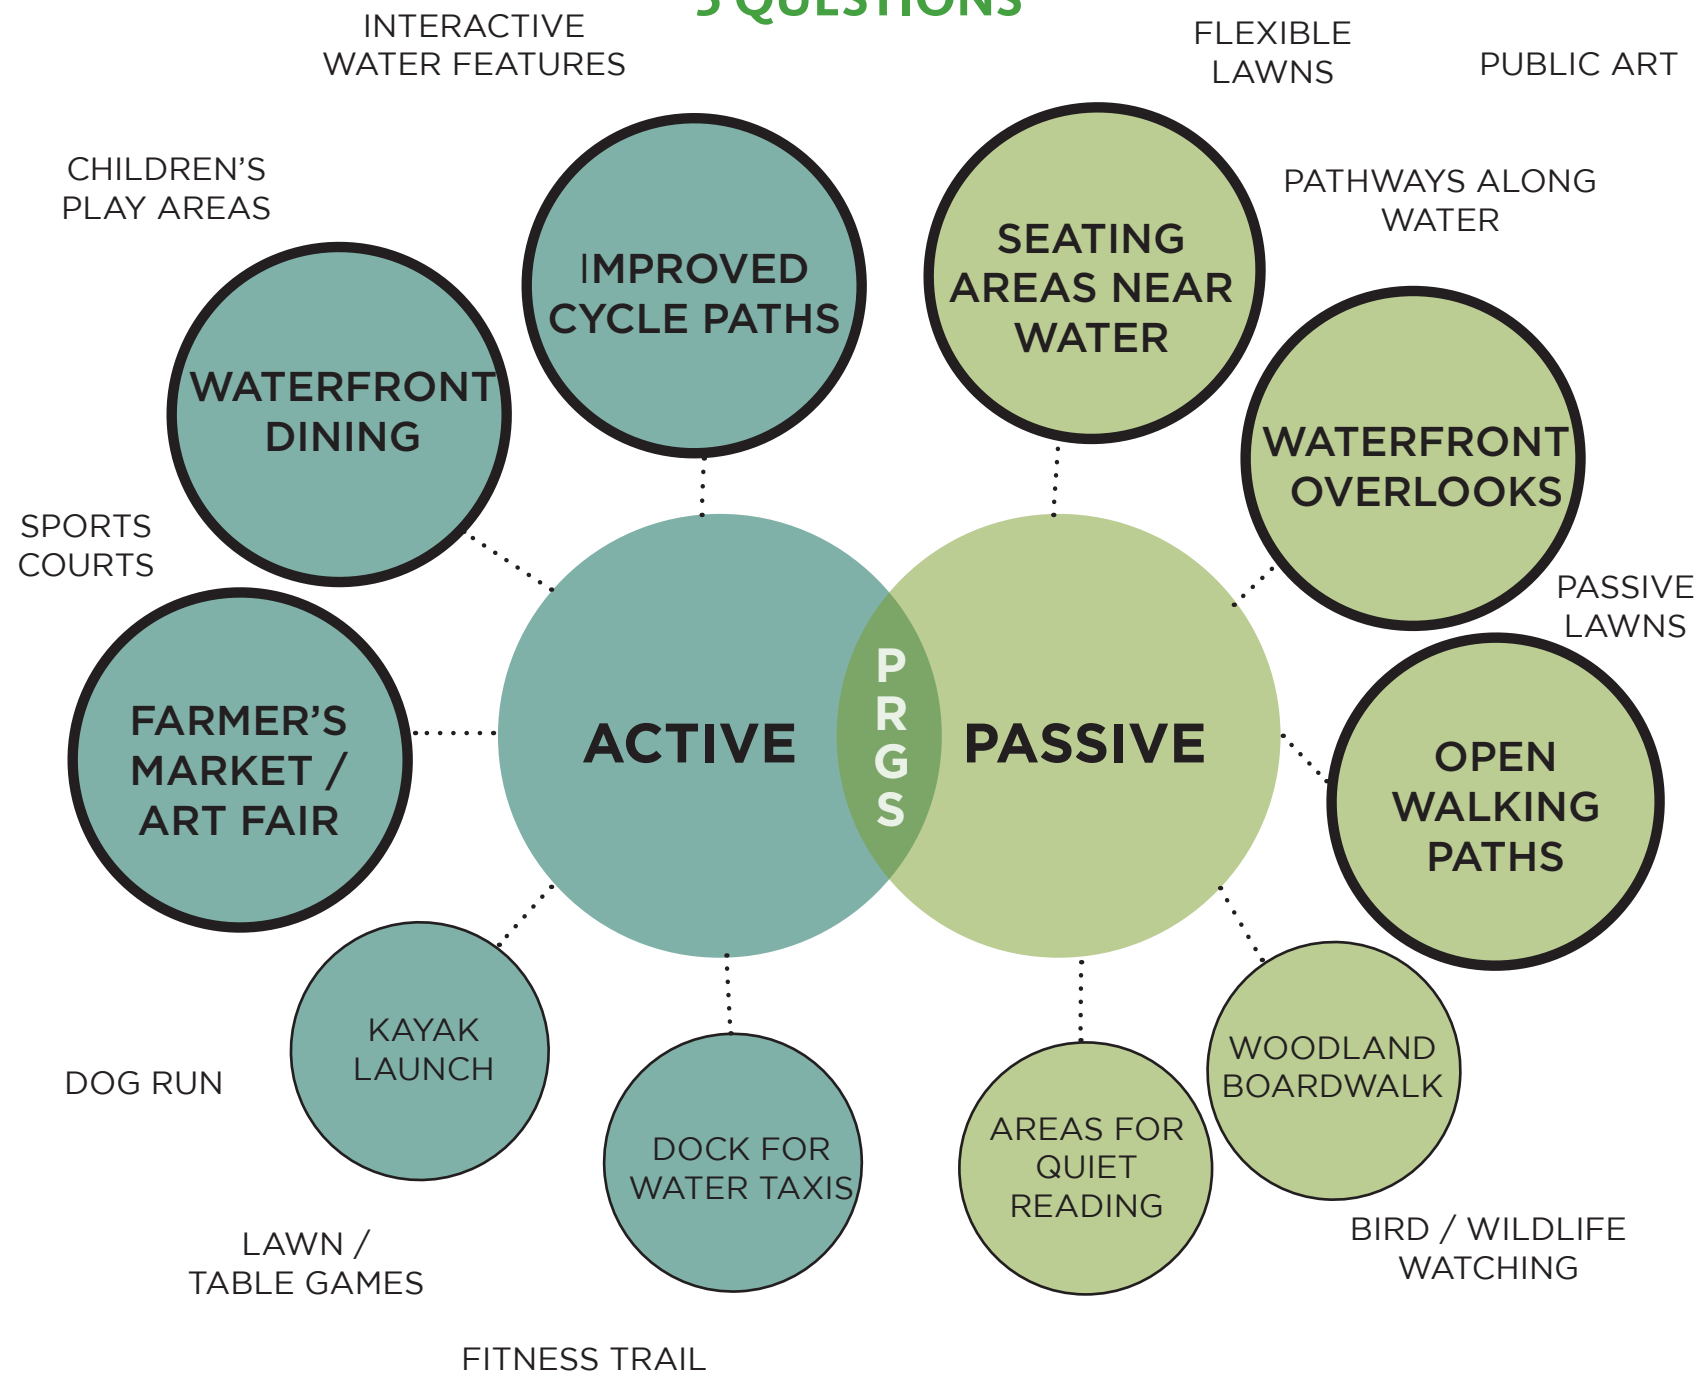 5 QUESTIONS
INTERACTIVE
WATER FEATURES
FLEXIBLE
LAWNS
PUBLIC ART
CHILDREN'S
PLAY AREAS
PATHWAYS ALONG
WATER
IMPROVED
CYCLE PATHS
SEATING
AREAS NEAR
WATER
WATERFRONT
DINING
WATERFRONT
OVERLOOKS
SPORTS
COURTS
PASSIVE
LAWNS
FARMER'S
MARKET /
ART FAIR
ACTIVE
P
R
G
S
PASSIVE
OPEN
WALKING
PATHS
KAYAK
LAUNCH
DOG RUN
DOCK FOR
WATER TAXIS
AREAS FOR
QUIET
READING
WOODLAND
BOARDWALK
LAWN /
TABLE GAMES
BIRD / WILDLIFE
WATCHING
FITNESS TRAIL